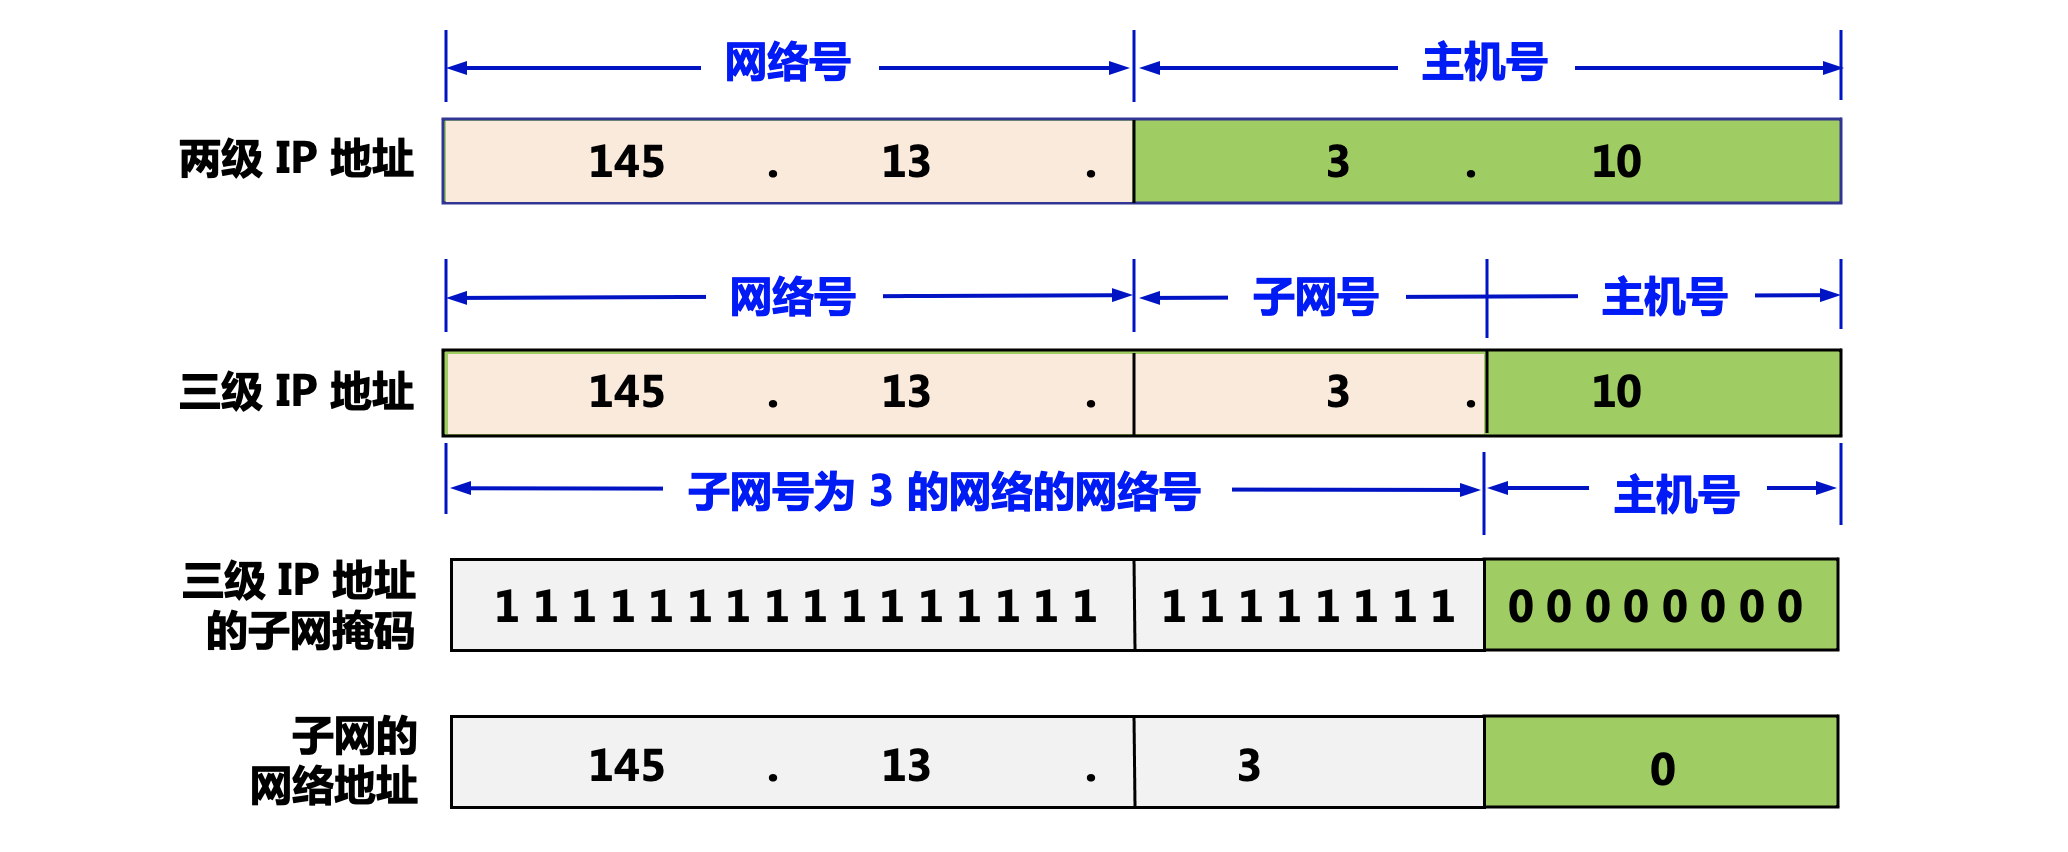 网络号 主机号
两级 IP 地址 145 . 13 . 3 . 10
网络号 子网号 主机号
三级 IP 地址 145 . 13 . 3 . 10
子网号为 3 的网络的网络号 主机号
三级 IP 地址
的子网掩码
1 1 1 1 1 1 1 1 1 1 1 1 1 1 1 1 1 1 1 1 1 1 1 1 0 0 0 0 0 0 0 0
子网的
网络地址
145 . 13 . 3 0